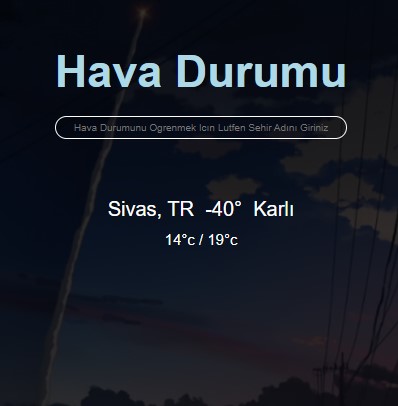 Hava Durumu
Hava Durumunu Ogrenmek Icin Lutfen Sehir Adını Giriniz
Sivas, TR -40° Karlı
14°c / 19°c